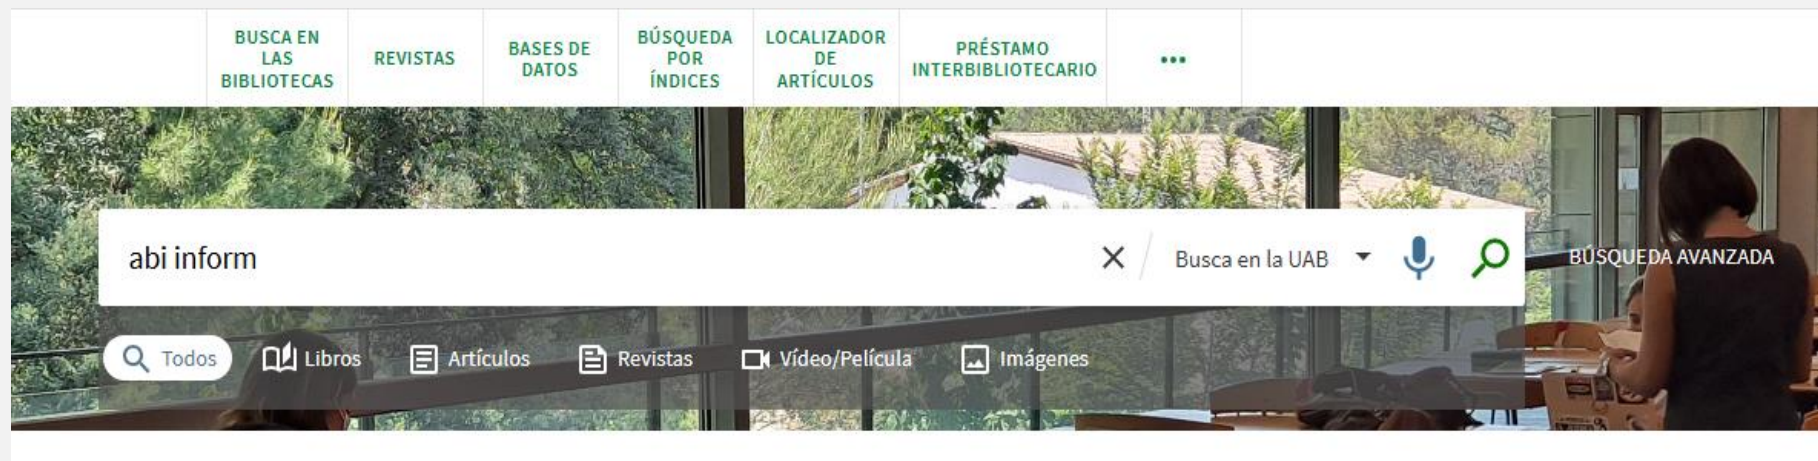 BUSCA EN
LAS
BIBLIOTECAS
REVISTAS
BASES DE
DATOS
BÚSQUEDA
POR
ÍNDICES
LOCALIZADOR
DE
ARTÍCULOS
PRÉSTAMO
INTERBIBLIOTECARIO
abi inform
Busca en la UAB
BÚSQUEDA AVANZADA
Todos
Libros
Artículos
Revistas
Vídeo/Película
Imágenes